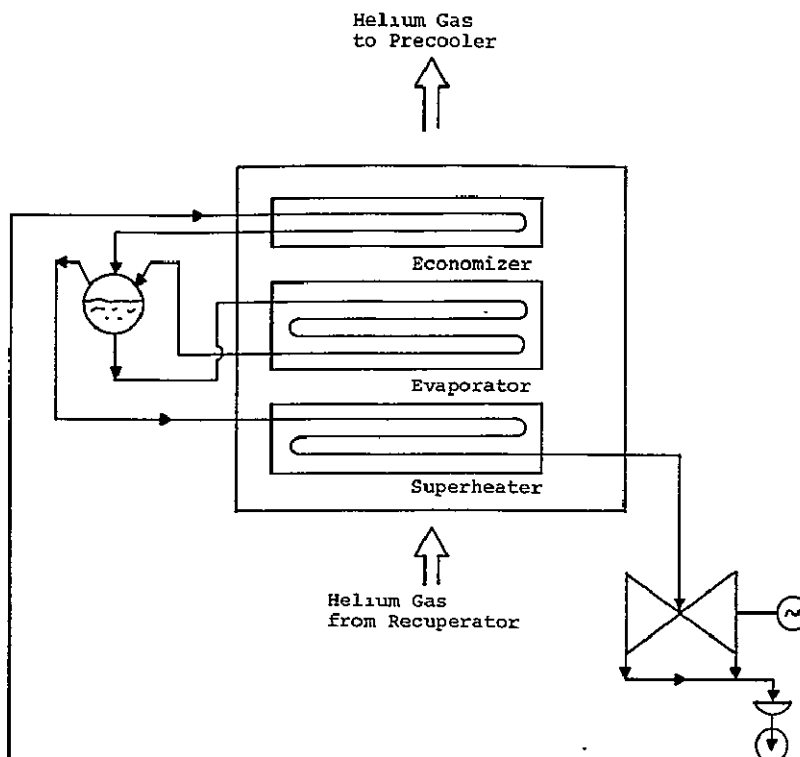 Helium Gas
to Precooler
Economizer
Evaporator
Superheater
Helium Gas
from Recuperator